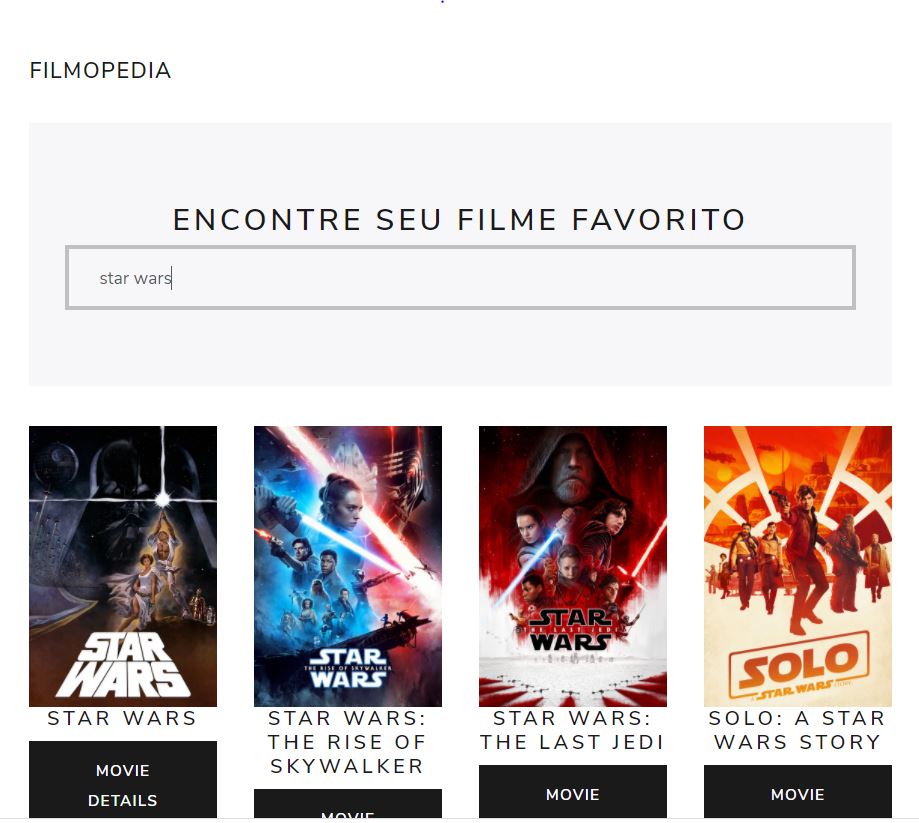 FILMOPEDIA
ENCONTRE SEU FILME FAVORITO
star wars
STAR
WARS
STAR
THE RISE OF SKYWALKER
WARS
STAR
THE LAST JEDI
WARS
SOLO
A STAR WARS STORY
STAR WARS
MOVIE
DETAILS
STAR WARS:
THE RISE OF
SKYWALKER
MOVIE
STAR WARS:
THE LAST JEDI
MOVIE
SOLO: A STAR
WARS STORY
MOVIE